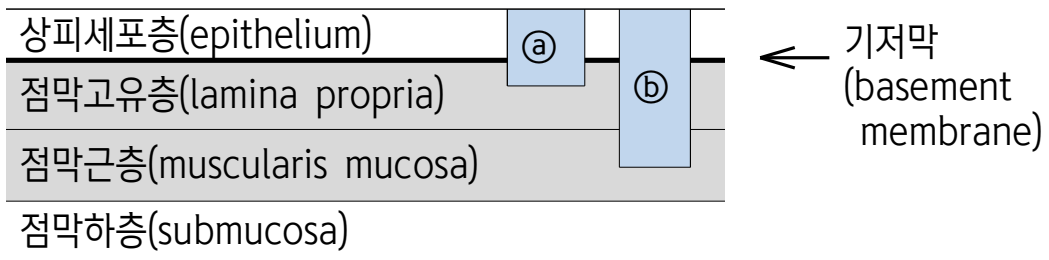 상피세포층(epithelium)
ⓐ
점막고유층(lamina propria)
ⓑ
점막근층(muscularis mucosa)
점막하층(submucosa)
기저막
(basement
membrane)